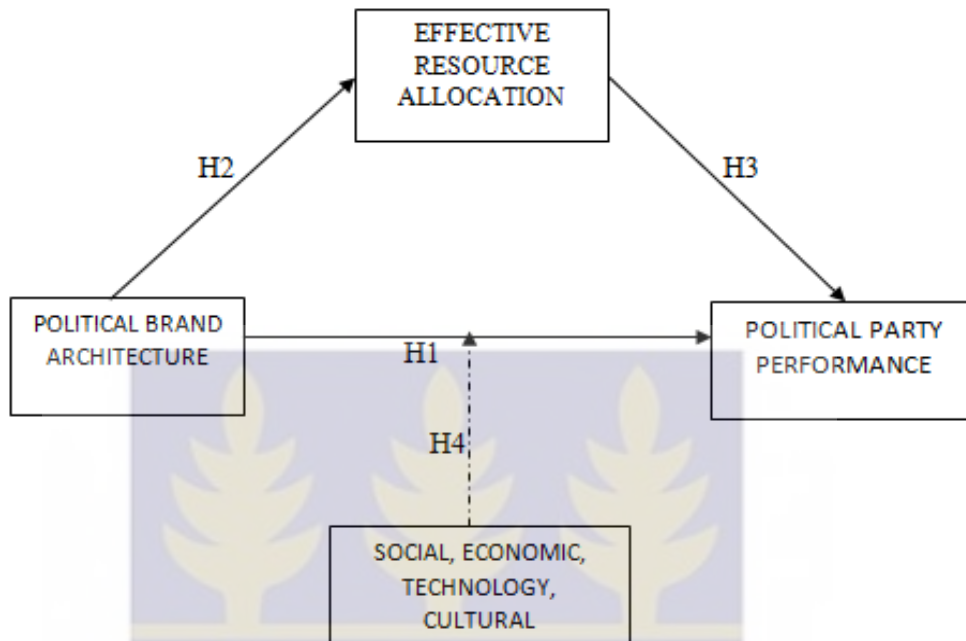 EFFECTIVE
RESOURCE
ALLOCATION
H2
H3
POLITICAL BRAND
ARCHITECTURE
H1
POLITICAL PARTY
PERFORMANCE
H4
SOCIAL, ECONOMIC,
TECHNOLOGY,
CULTURAL